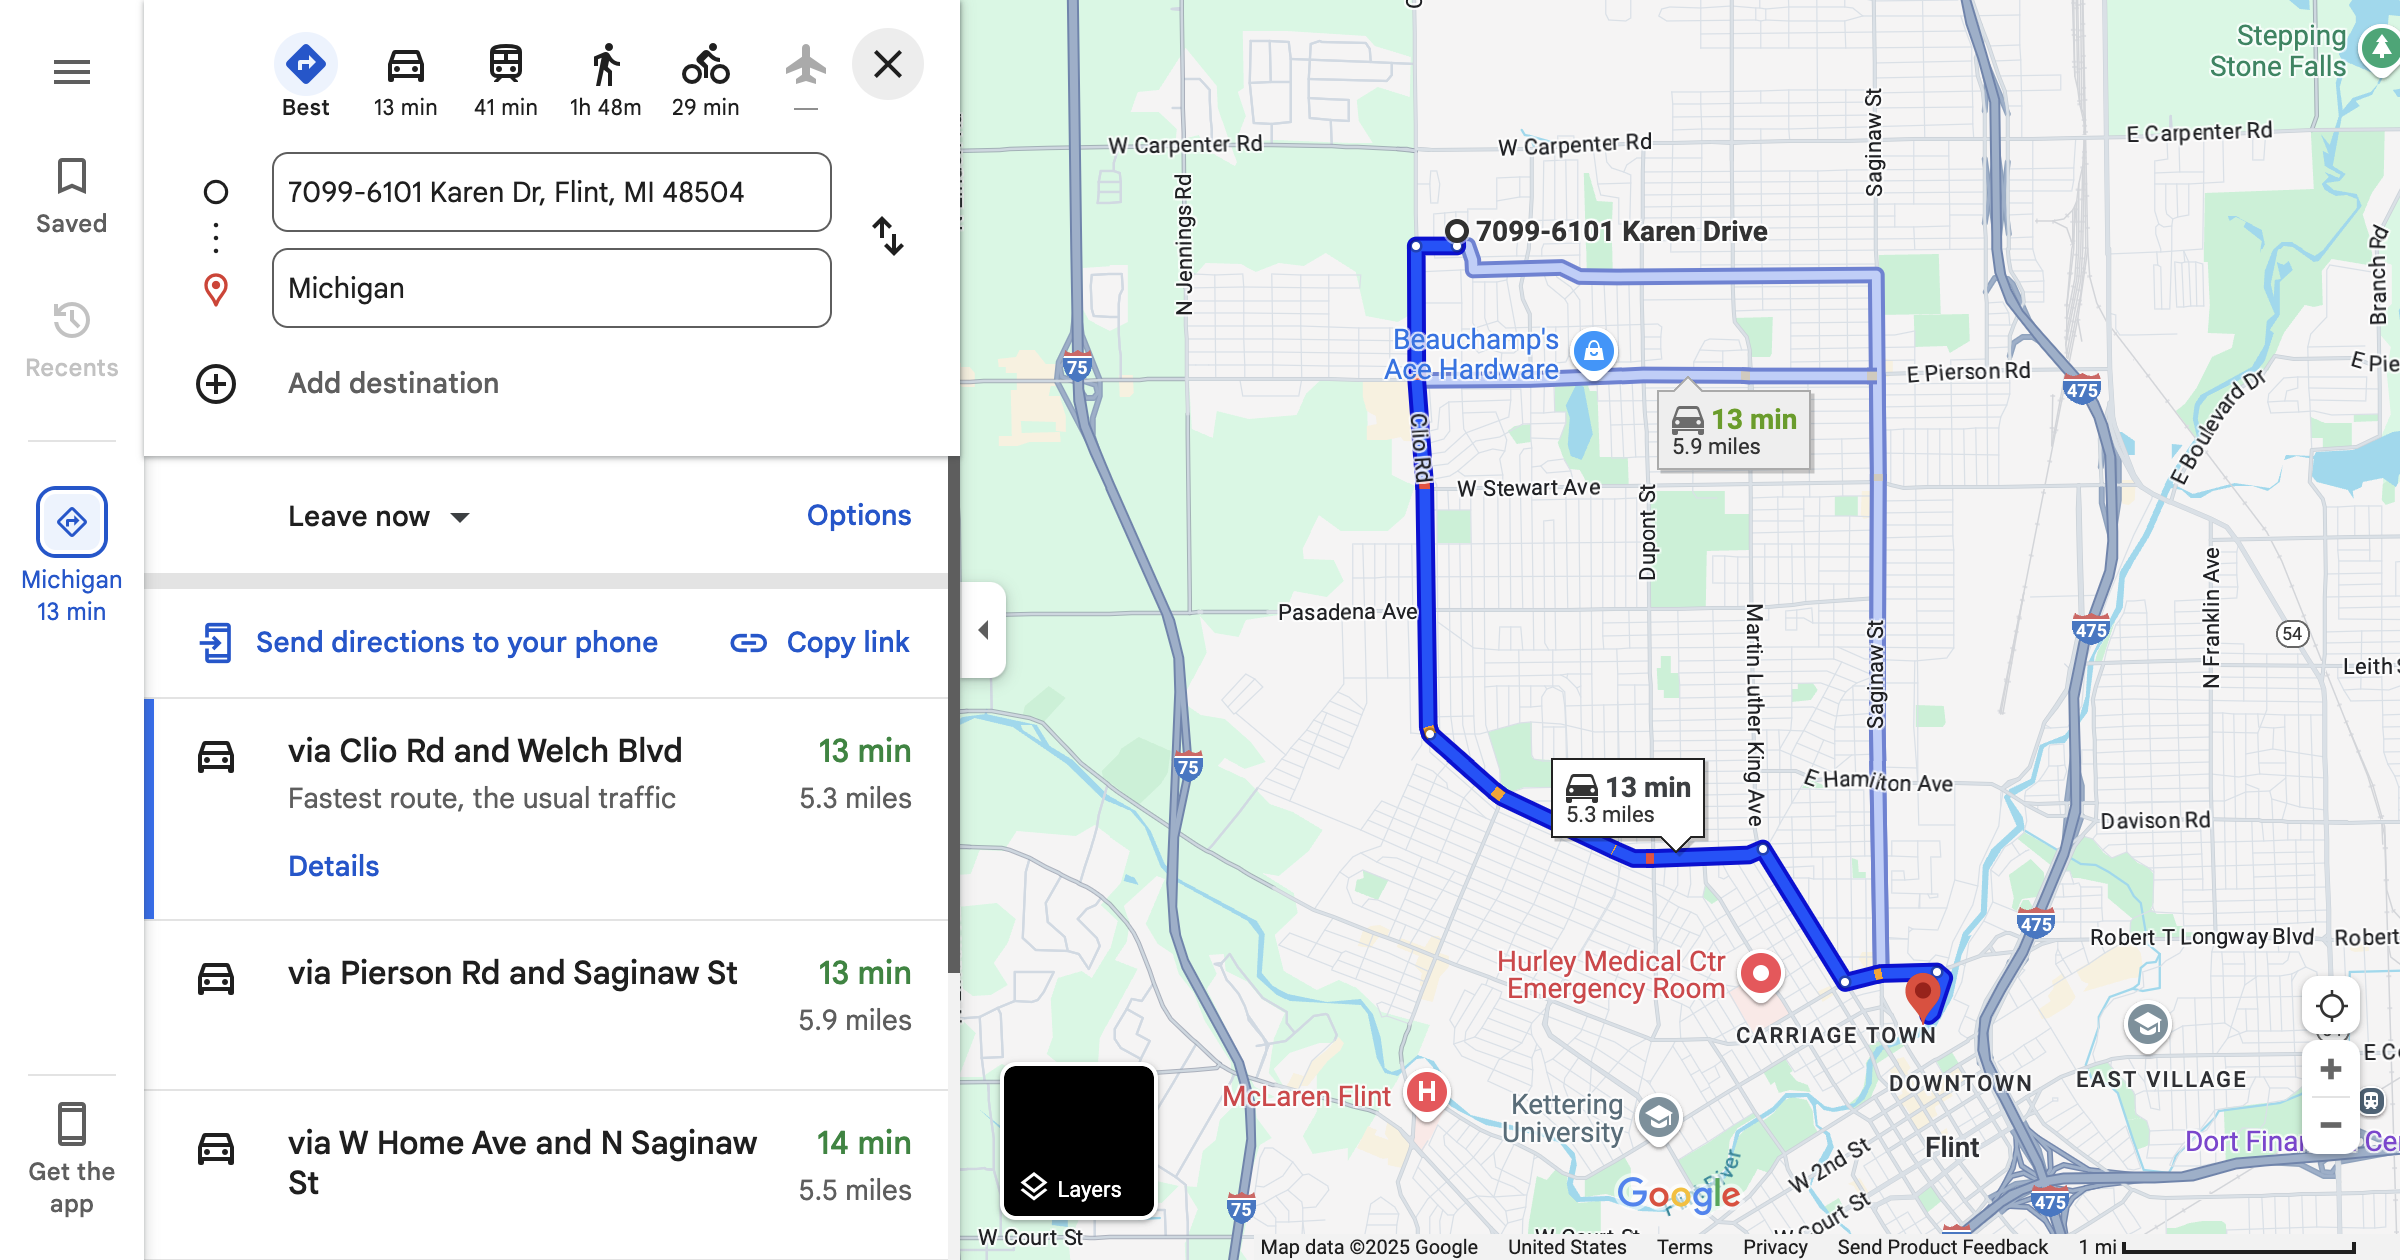 Best
13 min
41 min
1h 48m
29 min
—
7099-6101 Karen Dr, Flint, MI 48504
Michigan
Add destination
Saved
Recents
Michigan
13 min
Get the
app
Leave now
Options
Send directions to your phone
Copy link
via Clio Rd and Welch Blvd
13 min
Fastest route, the usual traffic
5.3 miles
Details
via Pierson Rd and Saginaw St
13 min
5.9 miles
via W Home Ave and N Saginaw
St
14 min
5.5 miles
Stepping
Stone Falls
W Carpenter Rd
W Carpenter Rd
E Carpenter Rd
Saginaw St
N Jennings Rd
Branch Rd
7099-6101 Karen Drive
Beauchamp's
Ace Hardware
75
E Pierson Rd
E Pie
475
E Boulevard Dr
13 min
5.9 miles
Clio Rd
W Stewart Ave
Dupont St
Pasadena Ave
Martin Luther King Ave
Saginaw St
475
N Franklin Ave
54
Leith
75
E Hamilton Ave
13 min
5.3 miles
Davison Rd
475
Robert T Longway Blvd
Robert
Hurley Medical Ctr
Emergency Room
CARRIAGE TOWN
DOWNTOWN
EAST VILLAGE
E C
McLaren Flint
H
Kettering
University
Flint
Dort Finan
Cer
W 2nd St
River
W Court St
475
75
Layers
W Court St
W Court St
Google
Map data ©2025 Google
United States
Terms
Privacy
Send Product Feedback
1 mi